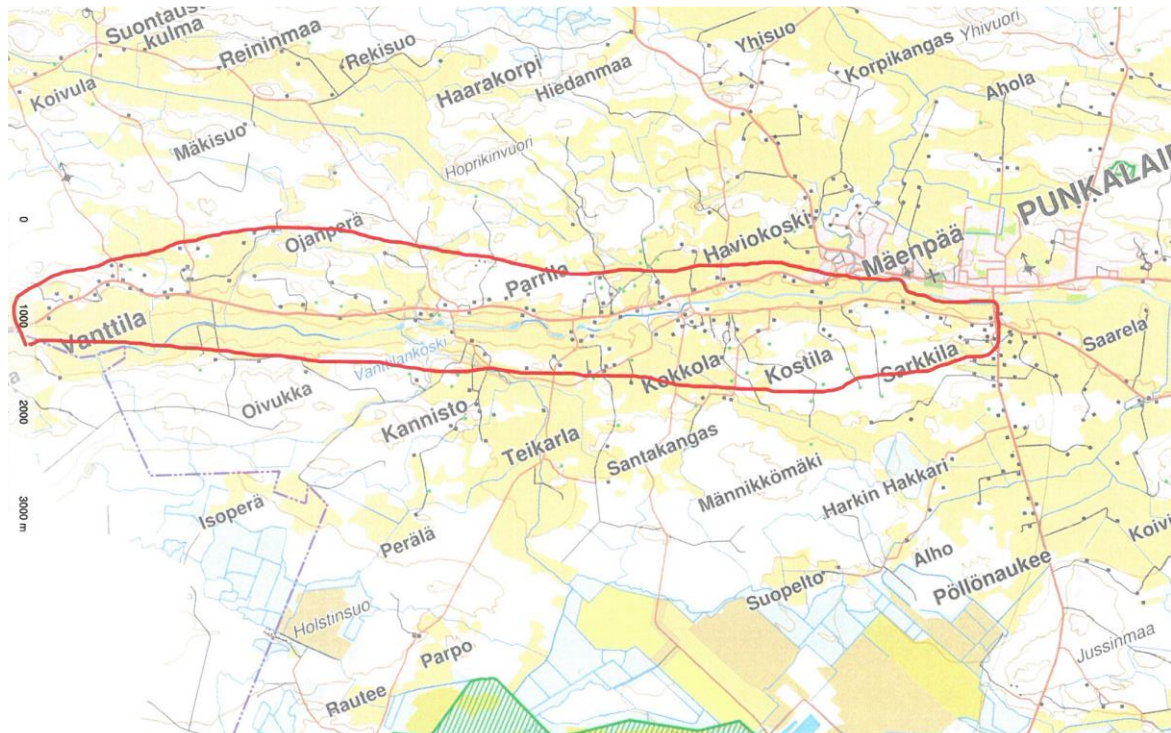 Suontaust
kulma
Reininmaa
Rekisuo
Haarakorpi
Hiedanmaa
Yhisuo
Korpikangas
Yhivuori
Ahola
Koivula
Mäkisuo
Hoprikinvuori
PUNKALAID
Ojanperä
Parrila
Haviokoski
Mäenpää
0
1000
2000
3000 m
Vanttila
Vanttilankoski
Oivukka
Kannisto
Teikarla
Kokkola
Kostila
Sarkkila
Saarela
Santakangas
Männikkömäki
Harkin Hakkari
Isoperä
Perälä
Suopelto
Alho
Pöllönaukee
Koivi
Holstinsuo
Parpo
Rautee
Jussinmaa